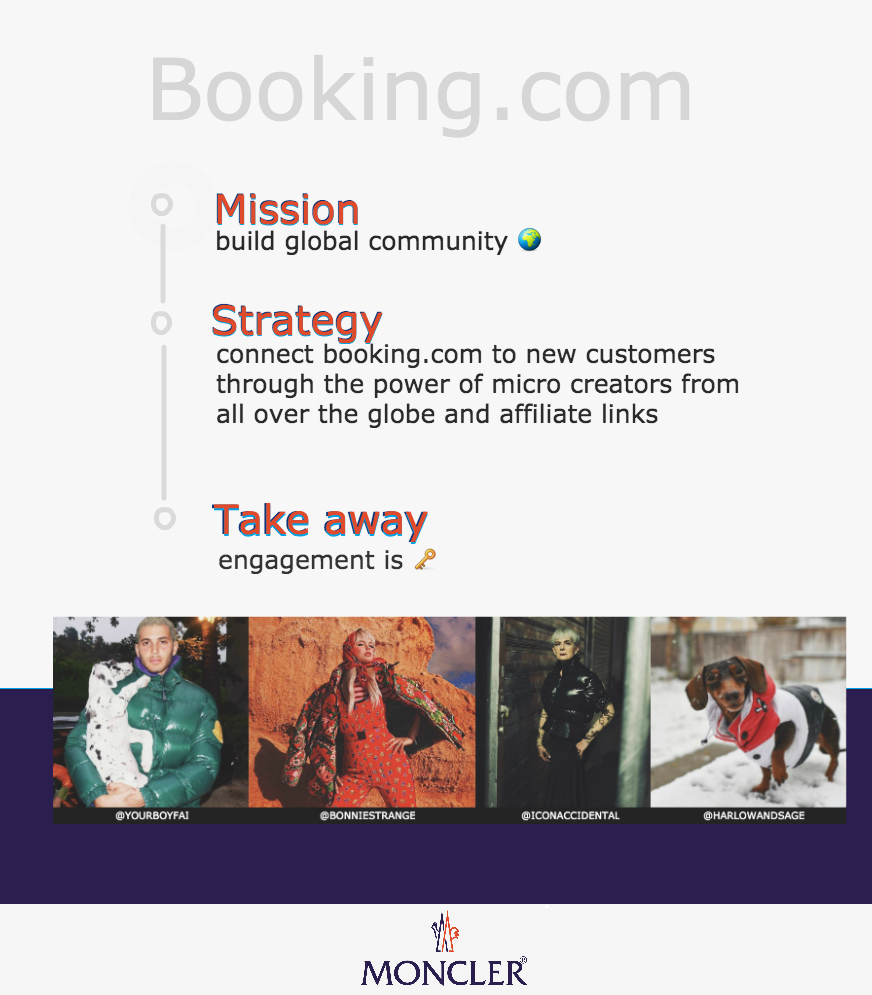 Booking.com
Mission
build global community 🌍
Strategy
connect booking.com to new customers
through the power of micro creators from
all over the globe and affiliate links
Take away
engagement is 🔑
@YOURBOYFAI
@BONNIESTRANGE
@ICONACCIDENTAL
@HARLOWANDSAGE
MONCLER®